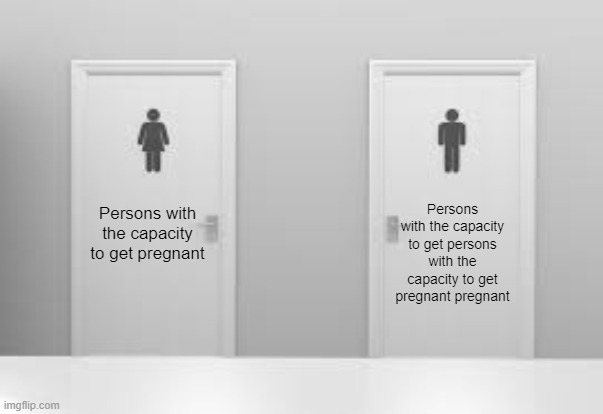 Persons with
the capacity
to get pregnant
Persons
with the capacity
to get persons
with the
capacity to get
pregnant pregnant
imgflip.com